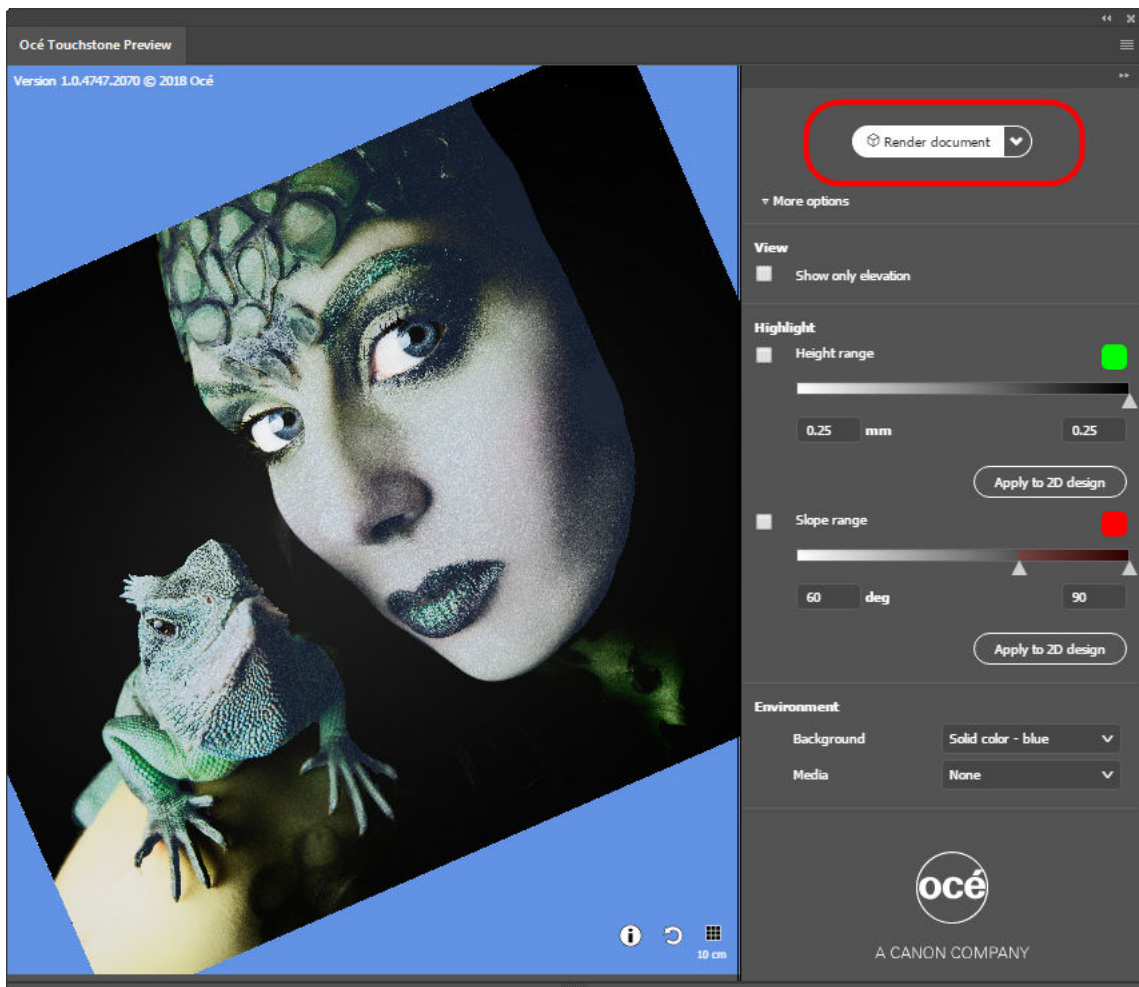 Océ Touchstone Preview
Version 1.0.4747.2070 © 2018 Océ
Render document
More options
View
Show only elevation
Highlight
Height range
0.25 mm 0.25
Apply to 2D design
Slope range
60 deg 90
Apply to 2D design
Environment
Background Solid color - blue
Media None
10 cm
océ
A CANON COMPANY